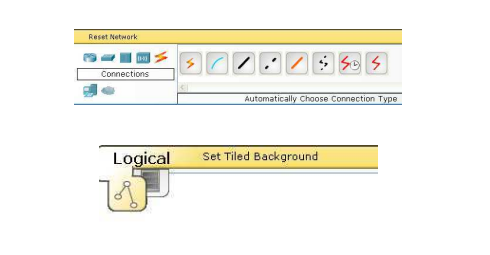 Reset Network
Connections
Automatically Choose Connection Type
Logical
Set Tiled Background